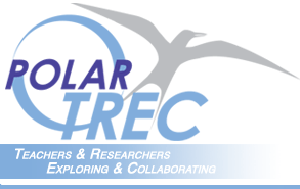 POLAR
TREC
TEACHERS & RESEARCHERS
EXPLORING & COLLABORATING